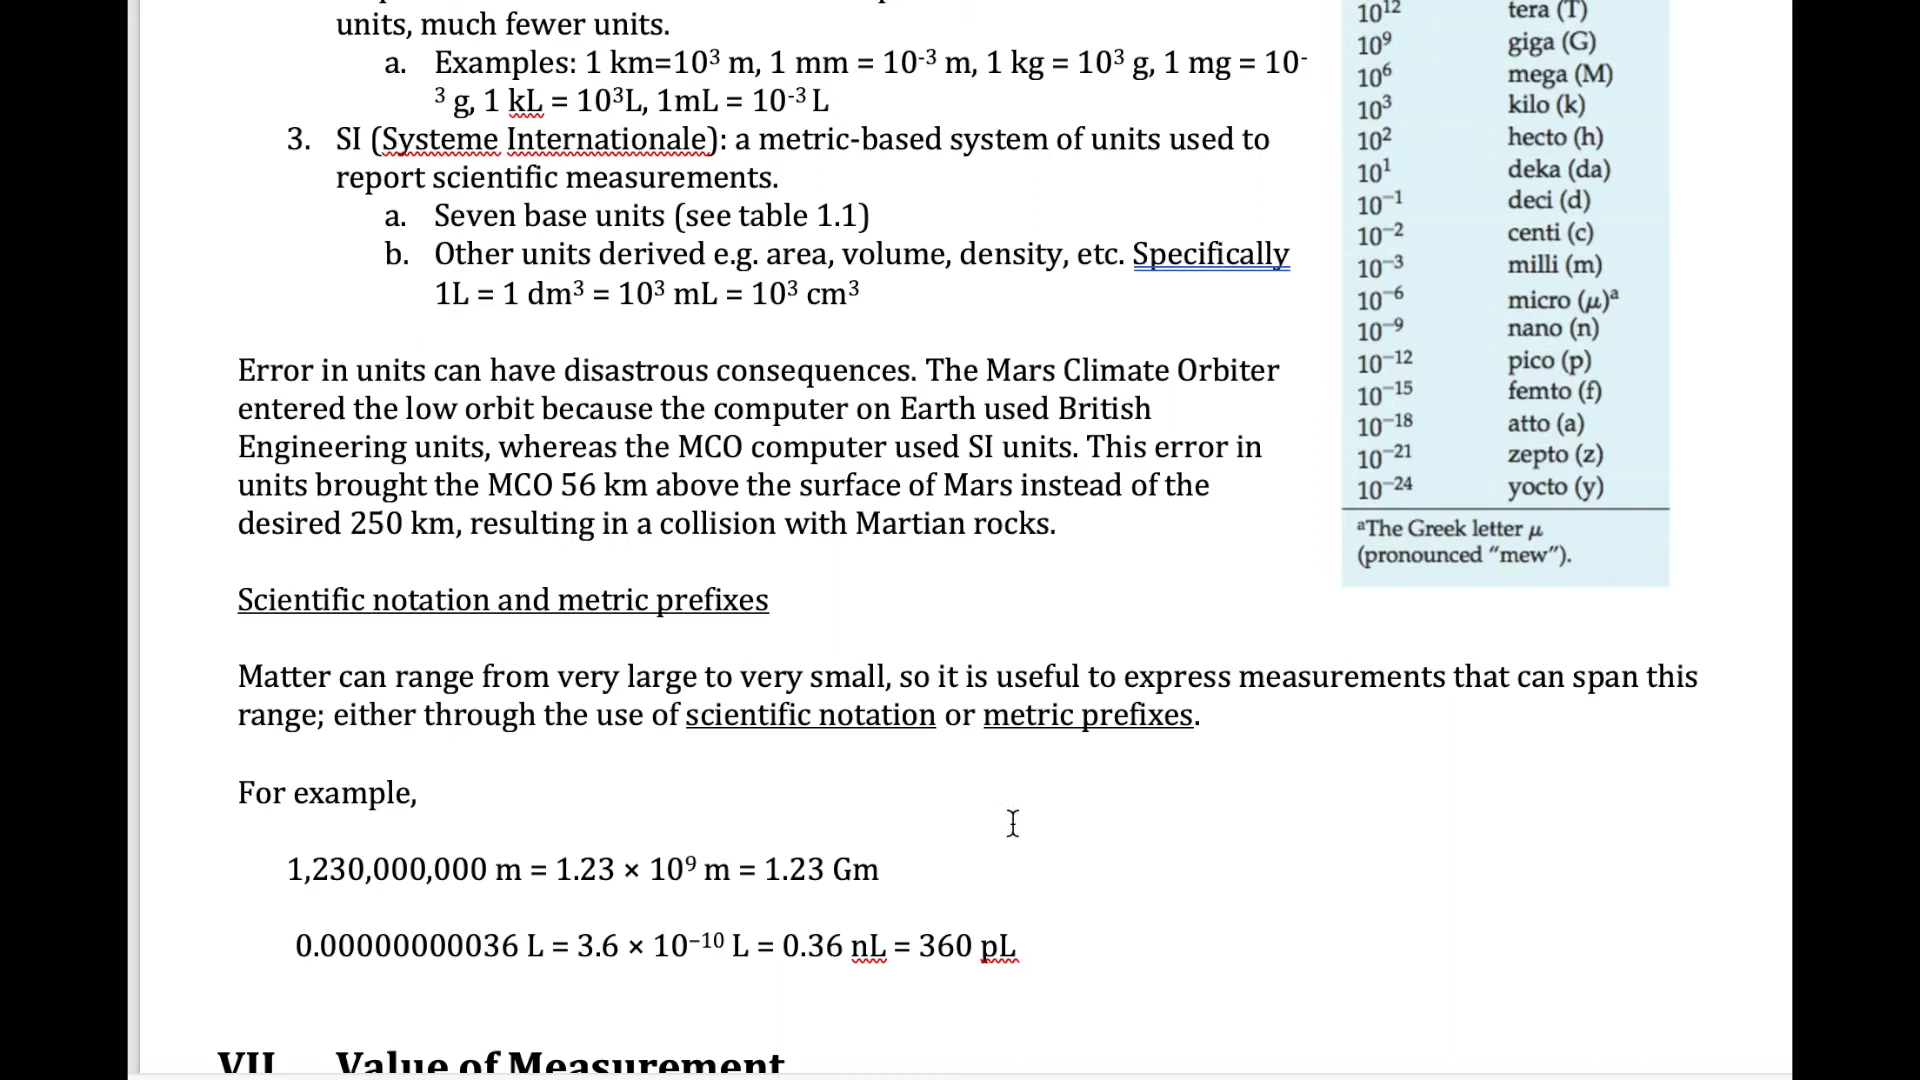 units, much fewer units.
a. Examples: 1 km=10³ m, 1 mm = 10⁻³ m, 1 kg = 10³ g, 1 mg = 10⁻
³ g, 1 kL = 10³L, 1mL = 10⁻³ L
3. SI (Systeme Internationale): a metric-based system of units used to
report scientific measurements.
a. Seven base units (see table 1.1)
b. Other units derived e.g. area, volume, density, etc. Specifically
1L = 1 dm³ = 10³ mL = 10³ cm³
Error in units can have disastrous consequences. The Mars Climate Orbiter
entered the low orbit because the computer on Earth used British
Engineering units, whereas the MCO computer used SI units. This error in
units brought the MCO 56 km above the surface of Mars instead of the
desired 250 km, resulting in a collision with Martian rocks.
10¹² tera (T)
10⁹ giga (G)
10⁶ mega (M)
10³ kilo (k)
10² hecto (h)
10¹ deka (da)
10⁻¹ deci (d)
10⁻² centi (c)
10⁻³ milli (m)
10⁻⁶ micro (μ)ᵃ
10⁻⁹ nano (n)
10⁻¹² pico (p)
10⁻¹⁵ femto (f)
10⁻¹⁸ atto (a)
10⁻²¹ zepto (z)
10⁻²⁴ yocto (y)
ᵃThe Greek letter μ
(pronounced “mew”).
Scientific notation and metric prefixes
Matter can range from very large to very small, so it is useful to express measurements that can span this
range; either through the use of scientific notation or metric prefixes.
For example,
1,230,000,000 m = 1.23 × 10⁹ m = 1.23 Gm
0.00000000036 L = 3.6 × 10⁻¹⁰ L = 0.36 nL = 360 pL
VII Value of Measurement